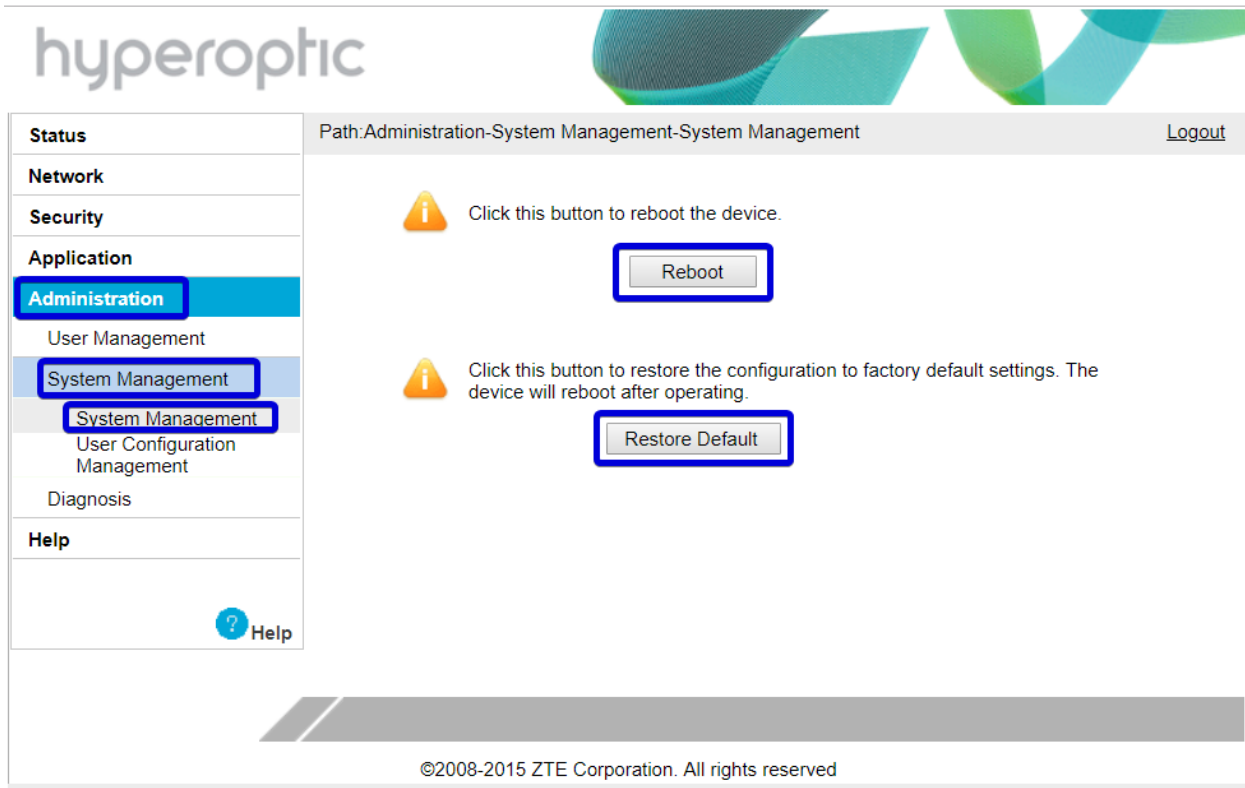 hyperoptic
Path:Administration-System Management-System Management
Logout
Status
Network
Security
Application
Administration
User Management
System Management
System Management
User Configuration
Management
Diagnosis
Help
? Help
Click this button to reboot the device.
Reboot
Click this button to restore the configuration to factory default settings. The
device will reboot after operating.
Restore Default
©2008-2015 ZTE Corporation. All rights reserved